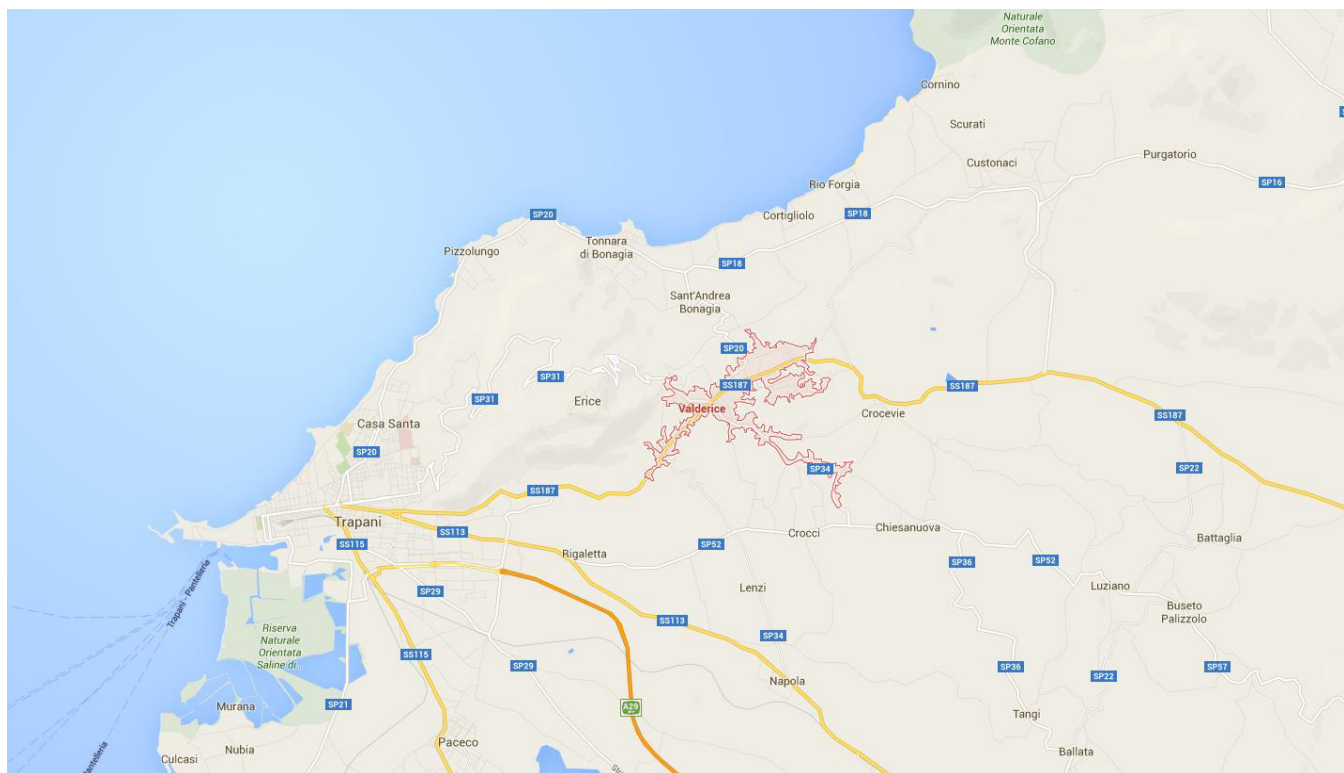 Naturale
Orientata
Monte Cofano
Cornino
Scurati
Custonaci
Purgatorio
SP16
Rio Forgia
Cortigliolo
SP18
SP20
Pizzolungo
Tonnara
di Bonagia
SP18
Sant'Andrea
Bonagia
SP20
SP31
SP31
Erice
SS187
Valderice
SS187
Crocevie
SS187
Casa Santa
SP20
SP34
SP22
SS187
Trapani
SS113
SS115
Rigaletta
SP52
Crocci
Chiesanuova
SP36
SP52
Battaglia
Trapani - Pantelleria
SP29
Lenzi
Luziano
Buseto
Palizzolo
Riserva
Naturale
Orientata
Saline di...
SS113
SP34
SS115
SP29
SP36
SP22
SP57
Napola
Murana
SP21
A29
Tangi
Nubia
Culcasi
Paceco
Ballata